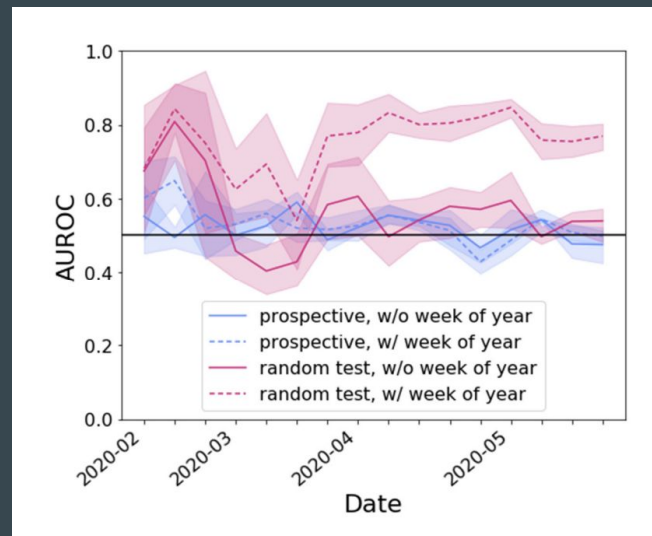 1.0
0.8
0.6
0.4
0.2
0.0
AUROC
prospective, w/o week of year
prospective, w/ week of year
random test, w/o week of year
random test, w/ week of year
2020-02
2020-03
2020-04
2020-05
Date